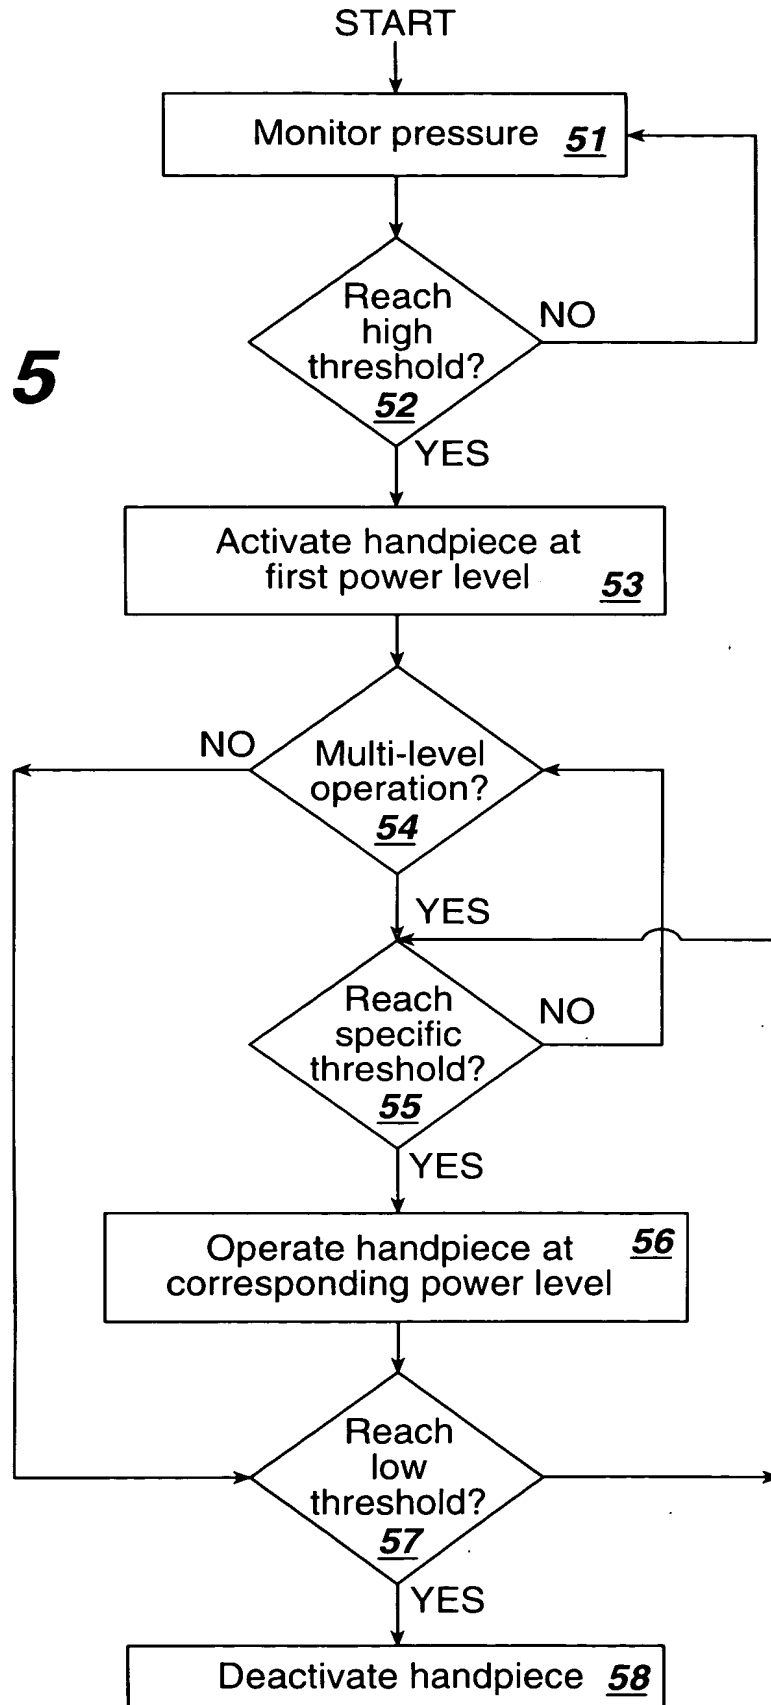 START
Monitor pressure 51
Reach
high
threshold?
52
NO
5
YES
Activate handpiece at
first power level 53
NO
Multi-level
operation?
54
YES
Reach
specific
threshold?
55
NO
YES
Operate handpiece at 56
corresponding power level
Reach
low
threshold?
57
YES
Deactivate handpiece 58